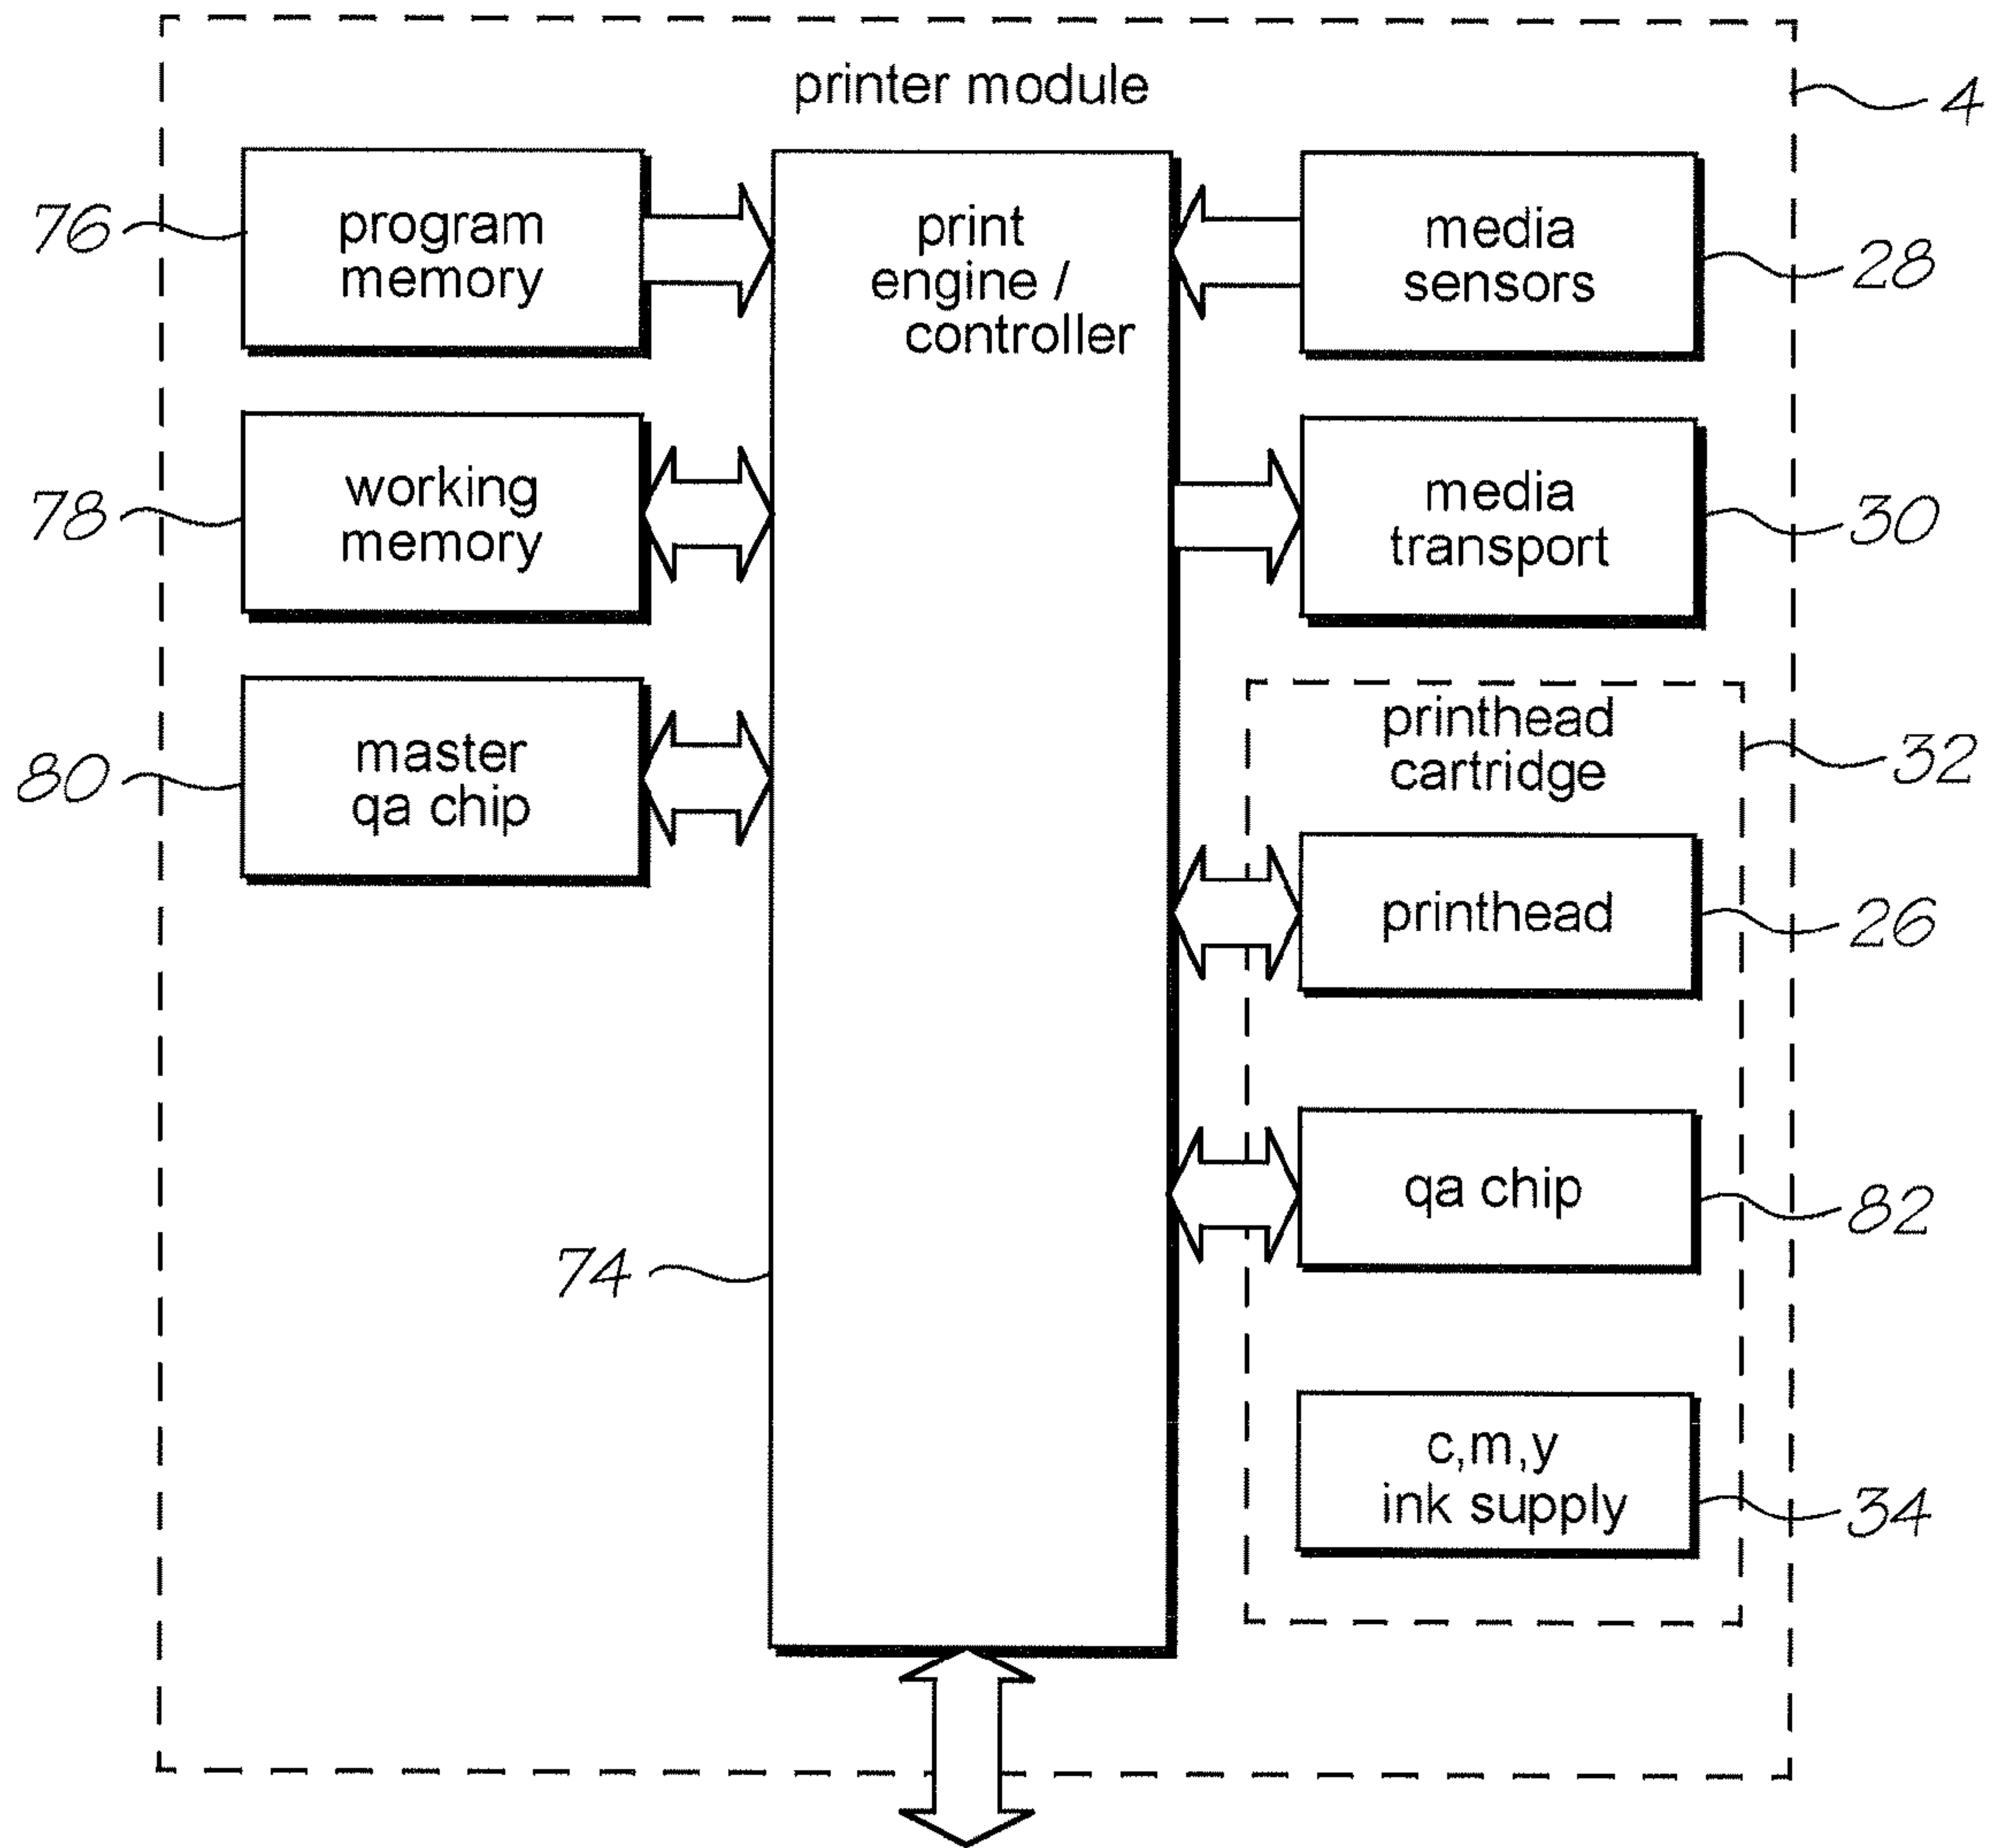 printer module
4
program
memory
76
print
engine /
controller
media
sensors
28
working
memory
78
media
transport
30
master
qa chip
80
printhead
cartridge
32
printhead
26
qa chip
82
74
c,m,y
ink supply
34